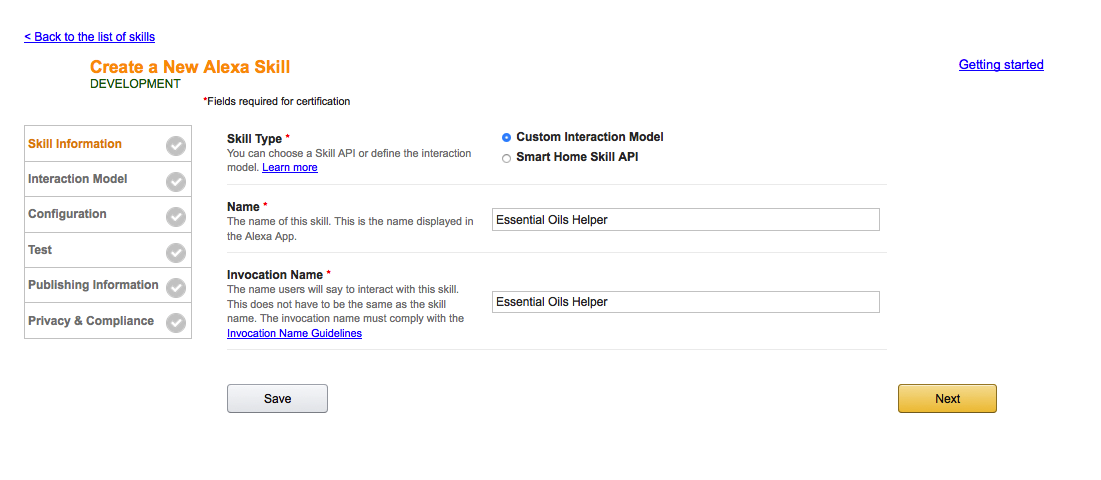 < Back to the list of skills
Create a New Alexa Skill
DEVELOPMENT
Getting started
*Fields required for certification
Skill Information
Interaction Model
Configuration
Test
Publishing Information
Privacy & Compliance
Skill Type *
You can choose a Skill API or define the interaction
model. Learn more
Custom Interaction Model
Smart Home Skill API
Name *
The name of this skill. This is the name displayed in
the Alexa App.
Essential Oils Helper
Invocation Name *
The name users will say to interact with this skill.
This does not have to be the same as the skill
name. The invocation name must comply with the
Invocation Name Guidelines
Essential Oils Helper
Save
Next